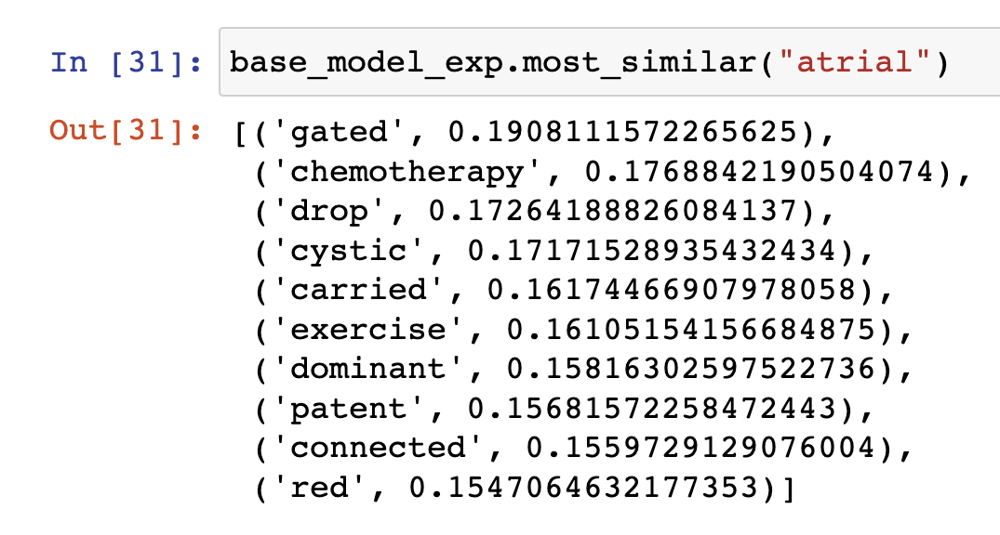 In [31]: base_model_exp.most_similar("atrial")
Out[31]: [('gated', 0.1908111572265625),
('chemotherapy', 0.1768842190504074),
('drop', 0.17264188826084137),
('cystic', 0.17171528935432434),
('carried', 0.16174466907978058),
('exercise', 0.16105154156684875),
('dominant', 0.15816302597522736),
('patent', 0.15681572258472443),
('connected', 0.1559729129076004),
('red', 0.1547064632177353)]